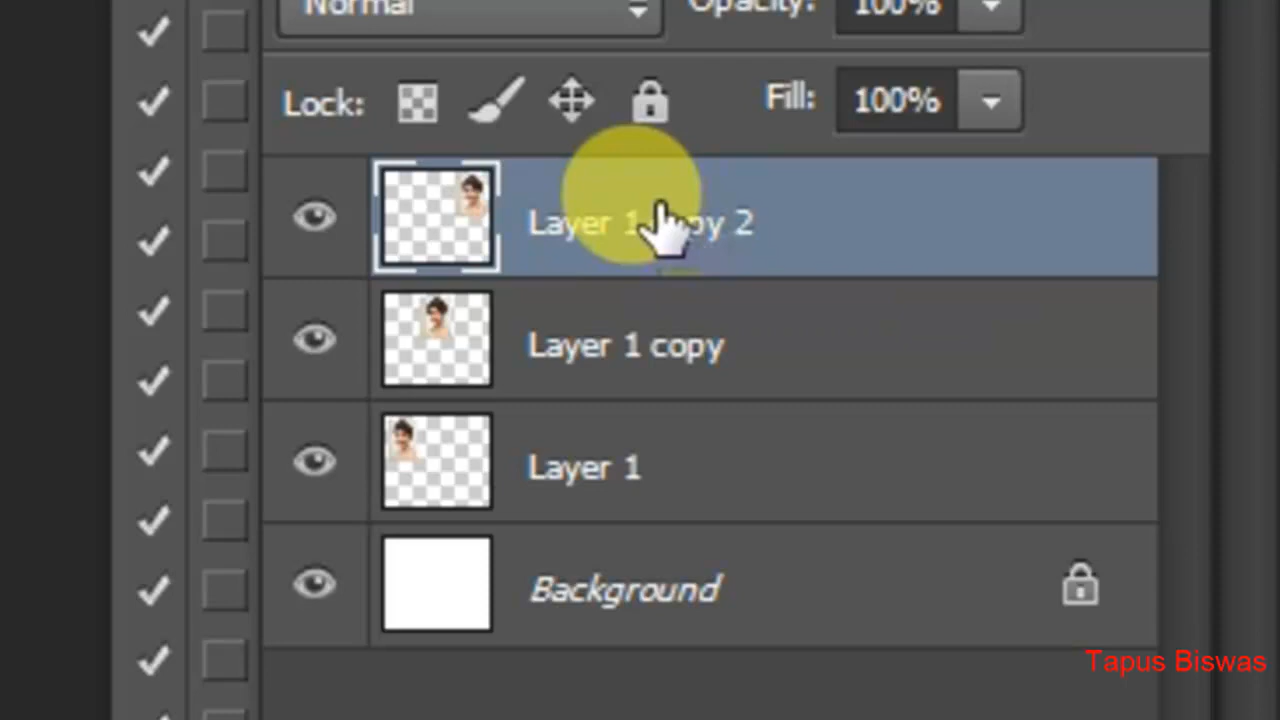 Normal Opacity: 100%
Lock: Fill: 100%
Layer 1 copy 2
Layer 1 copy
Layer 1
Background
Tapus Biswas